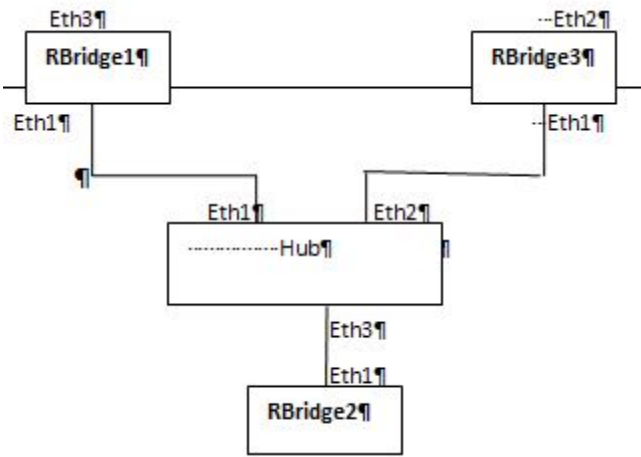 Eth3¶ ···Eth2¶
RBridge1¶ RBridge3¶
Eth1¶ ···Eth1¶
¶
Eth1¶ Eth2¶
··················Hub¶ ¶
Eth3¶
Eth1¶
RBridge2¶